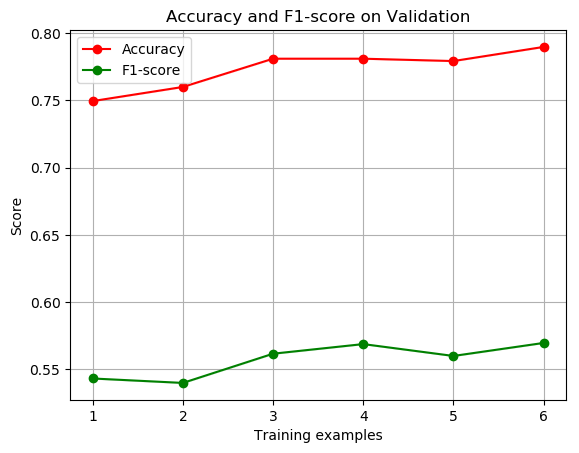 Accuracy and F1-score on Validation
Accuracy
F1-score
0.80
0.75
0.70
0.65
0.60
0.55
Score
1 2 3 4 5 6
Training examples